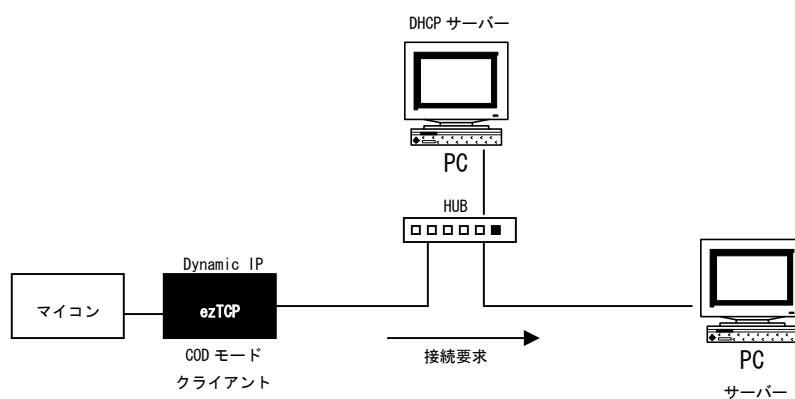 DHCP サーバー
PC
HUB
Dynamic IP
マイコン
ezTCP
COD モード
クライアント
接続要求
PC
サーバー